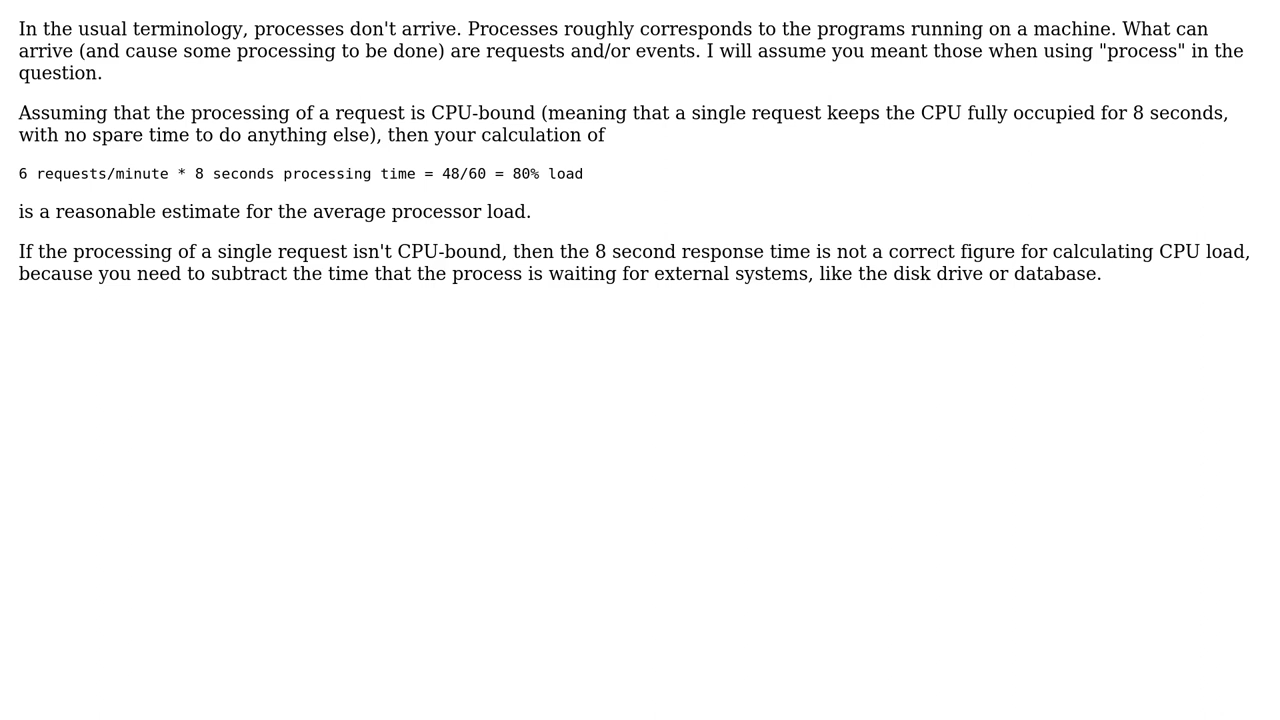 In the usual terminology, processes don't arrive. Processes roughly corresponds to the programs running on a machine. What can
arrive (and cause some processing to be done) are requests and/or events. I will assume you meant those when using "process" in the
question.
Assuming that the processing of a request is CPU-bound (meaning that a single request keeps the CPU fully occupied for 8 seconds,
with no spare time to do anything else), then your calculation of
6 requests/minute * 8 seconds processing time = 48/60 = 80% load
is a reasonable estimate for the average processor load.
If the processing of a single request isn't CPU-bound, then the 8 second response time is not a correct figure for calculating CPU load,
because you need to subtract the time that the process is waiting for external systems, like the disk drive or database.